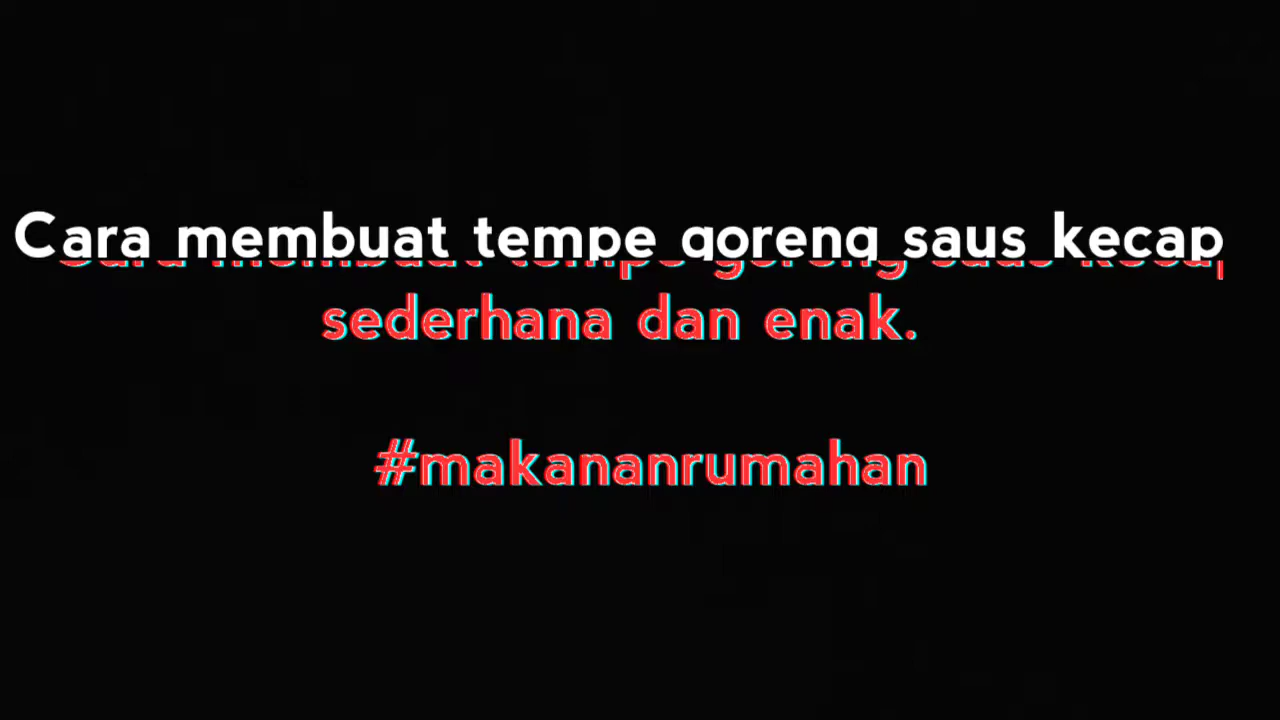 Cara membuat tempe goreng saus kecap
sederhana dan enak.
#makananrumahan